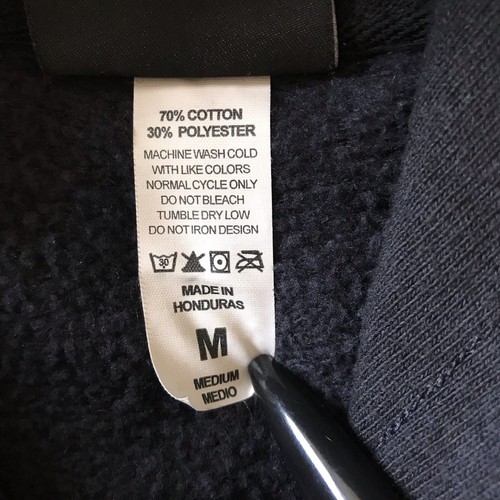 70% COTTON
30% POLYESTER
MACHINE WASH COLD
WITH LIKE COLORS
NORMAL CYCLE ONLY
DO NOT BLEACH
TUMBLE DRY LOW
DO NOT IRON DESIGN
30
MADE IN
HONDURAS
M
MEDIUM
MEDIO